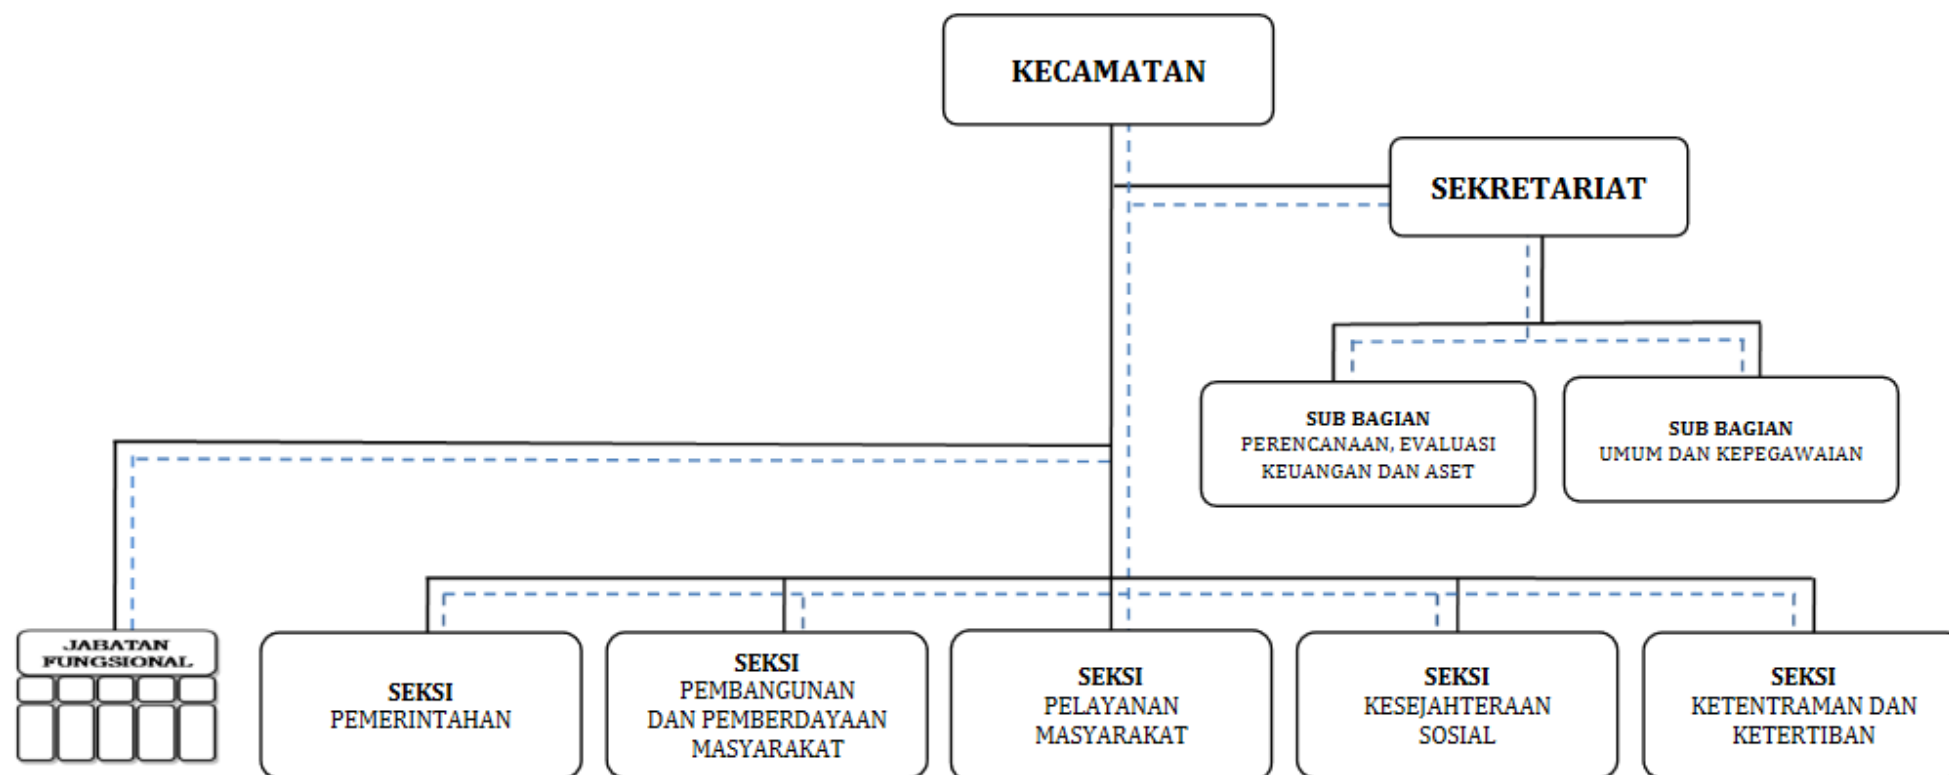 KECAMATAN
SEKRETARIAT
SUB BAGIAN
PERENCANAAN, EVALUASI
KEUANGAN DAN ASET
SUB BAGIAN
UMUM DAN KEPEGAWAIAN
JABATAN
FUNGSIONAL
SEKSI
PEMERINTAHAN
SEKSI
PEMBANGUNAN
DAN PEMBERDAYAAN
MASYARAKAT
SEKSI
PELAYANAN
MASYARAKAT
SEKSI
KESEJAHTERAAN
SOSIAL
SEKSI
KETENTRAMAN DAN
KETERTIBAN